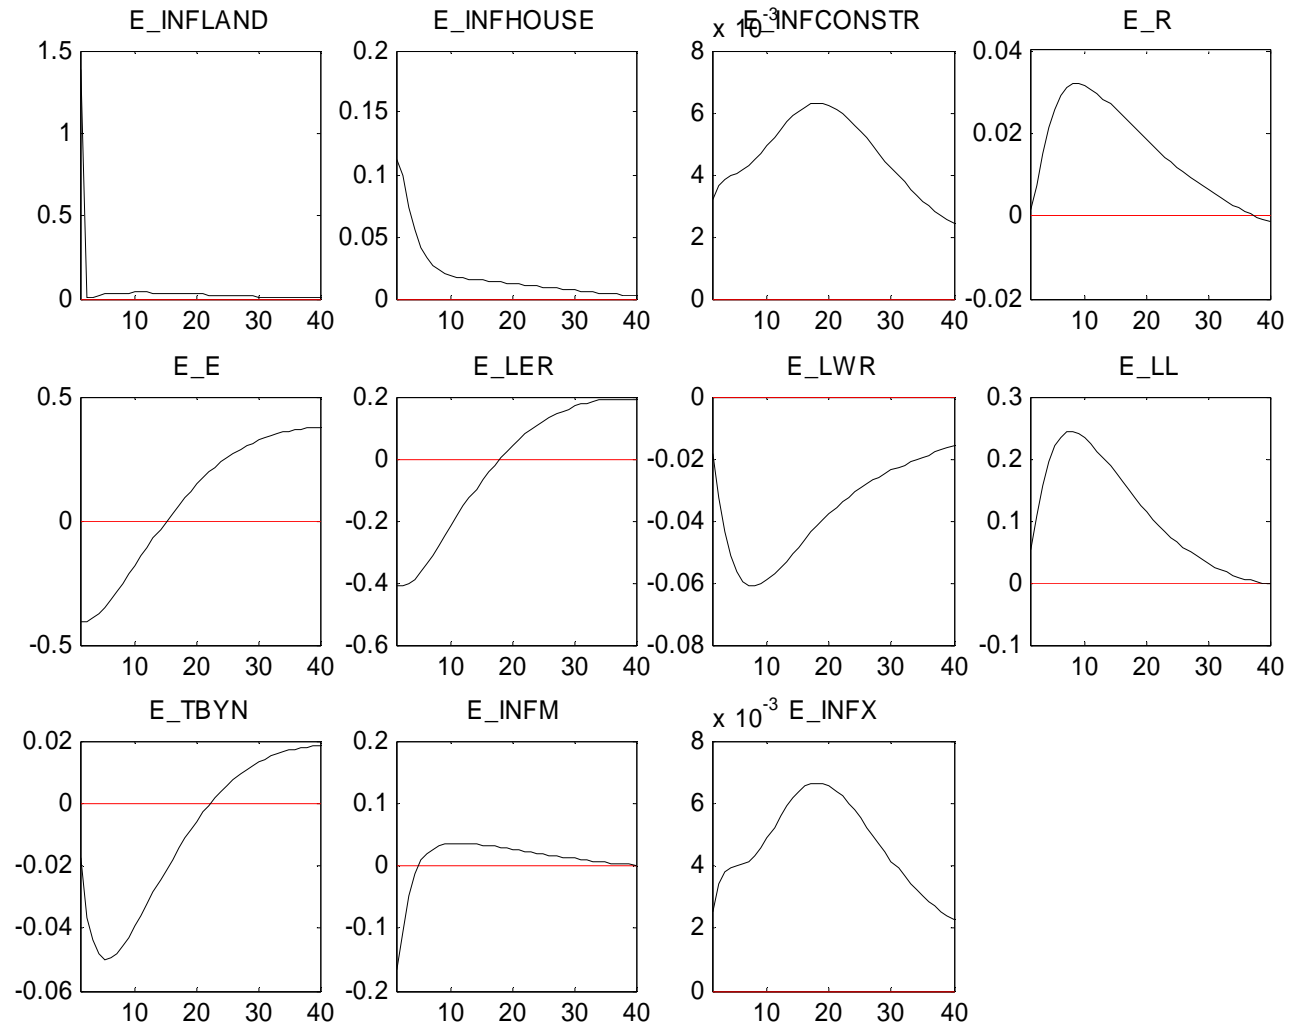 E_INFLAND E_INFHOUSE x 10-3 E_INFCONSTR E_R
1.5 0.2 8 0.04
0.15
1 6 0.02
0.1 4
0.5 0
0.05 2
0 0 0 -0.02
10 20 30 40 10 20 30 40 10 20 30 40 10 20 30 40
E_E E_LER E_LWR E_LL
0.5 0.2 0 0.3
0 -0.02 0.2
0 -0.2 -0.04 0.1
-0.4 -0.06 0
-0.5 -0.6 -0.08 -0.1
10 20 30 40 10 20 30 40 10 20 30 40 10 20 30 40
E_TBYN E_INFM x 10-3 E_INFX
0.02 0.2 8
0 0.1 6
-0.02 0 4
-0.04 -0.1 2
-0.06 -0.2 0
10 20 30 40 10 20 30 40 10 20 30 40